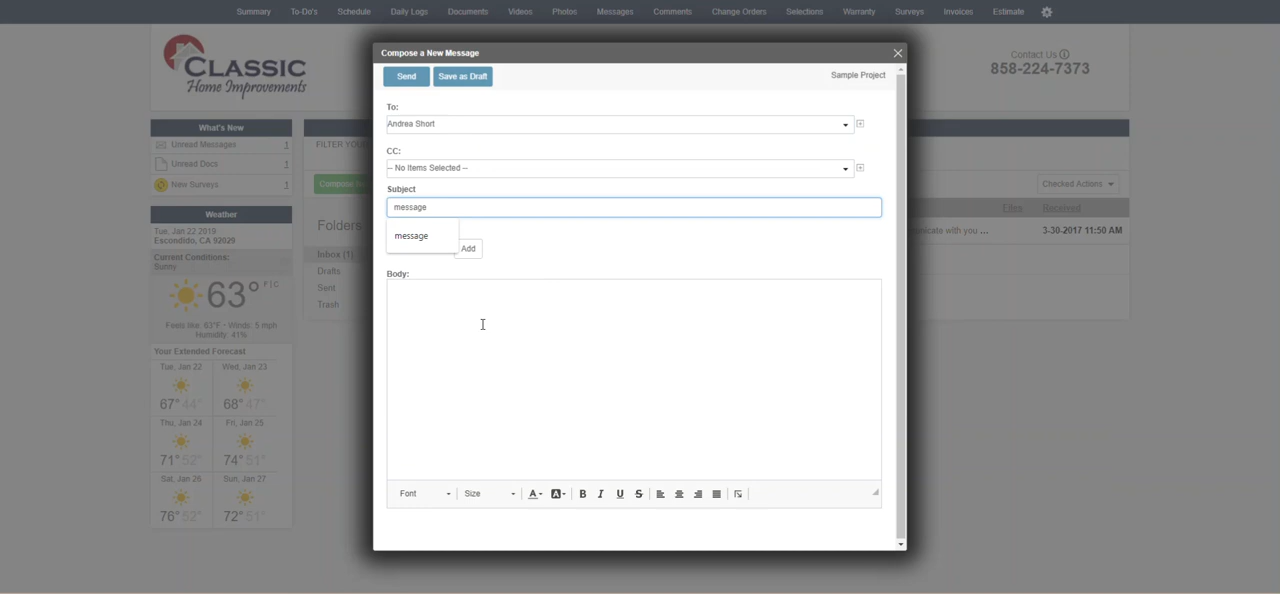 Summary To-Do's Schedule Daily Logs Documents Videos Photos Messages Comments Change Orders Selections Warranty Surveys Invoices Estimate
CLASSIC
Home Improvements
Contact Us
858-224-7373
Compose a New Message
Send Save as Draft Sample Project
To:
Andrea Short
CC:
-- No Items Selected --
Subject
message
message
Add
Body:
Font Size A A B I U S
What's New
Unread Messages 1
Unread Docs 1
New Surveys 1
Weather
Tue, Jan 22 2019
Escondido, CA 92029
Current Conditions:
Sunny
63° F | C
Feels like: 63°F • Winds: 5 mph
Humidity: 41%
Your Extended Forecast
Tue, Jan 22 Wed, Jan 23
67° 44° 68° 47°
Thu, Jan 24 Fri, Jan 25
71° 52° 74° 51°
Sat, Jan 26 Sun, Jan 27
76° 52° 72° 51°
FILTER YOUR
Compose
Checked Actions
Folders
Inbox (1)
Drafts
Sent
Trash
Files Received
with you ... 3-30-2017 11:50 AM